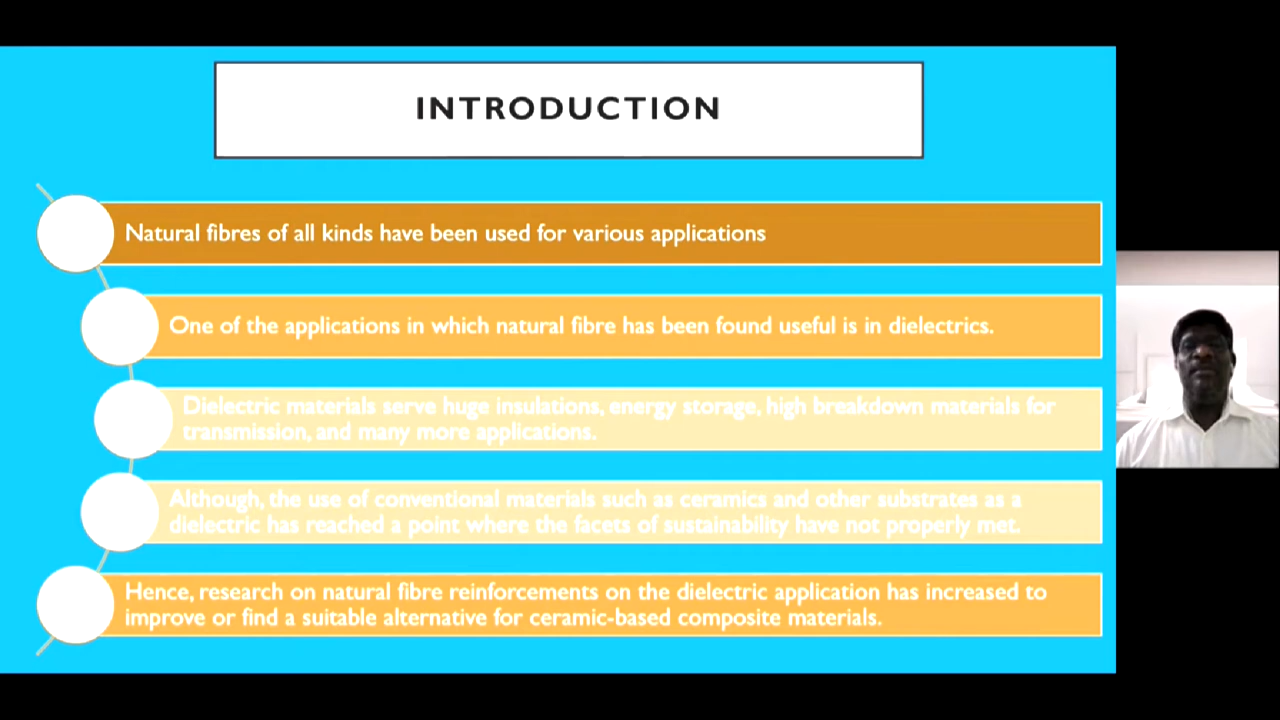 INTRODUCTION
Natural fibres of all kinds have been used for various applications
One of the applications in which natural fibre has been found useful is in dielectrics.
Dielectric materials serve huge insulations, energy storage, high breakdown materials for
transmission, and many more applications.
Although, the use of conventional materials such as ceramics and other substrates as a
dielectric has reached a point where the facets of sustainability have not properly met.
Hence, research on natural fibre reinforcements on the dielectric application has increased to
improve or find a suitable alternative for ceramic-based composite materials.